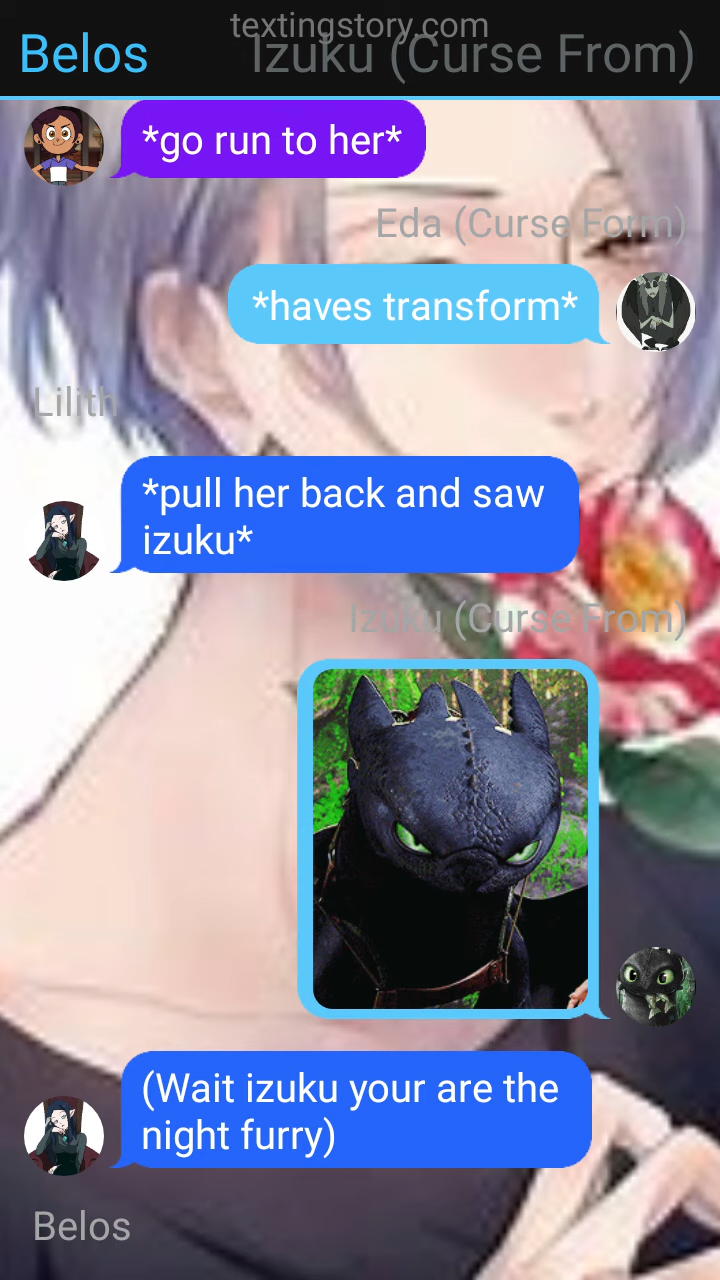 textingstory.com
Belos
Izuku (Curse From)
*go run to her*
Eda (Curse Form)
*haves transform*
Lilith
*pull her back and saw
izuku*
Izuku (Curse From)
(Wait izuku your are the
night furry)
Belos